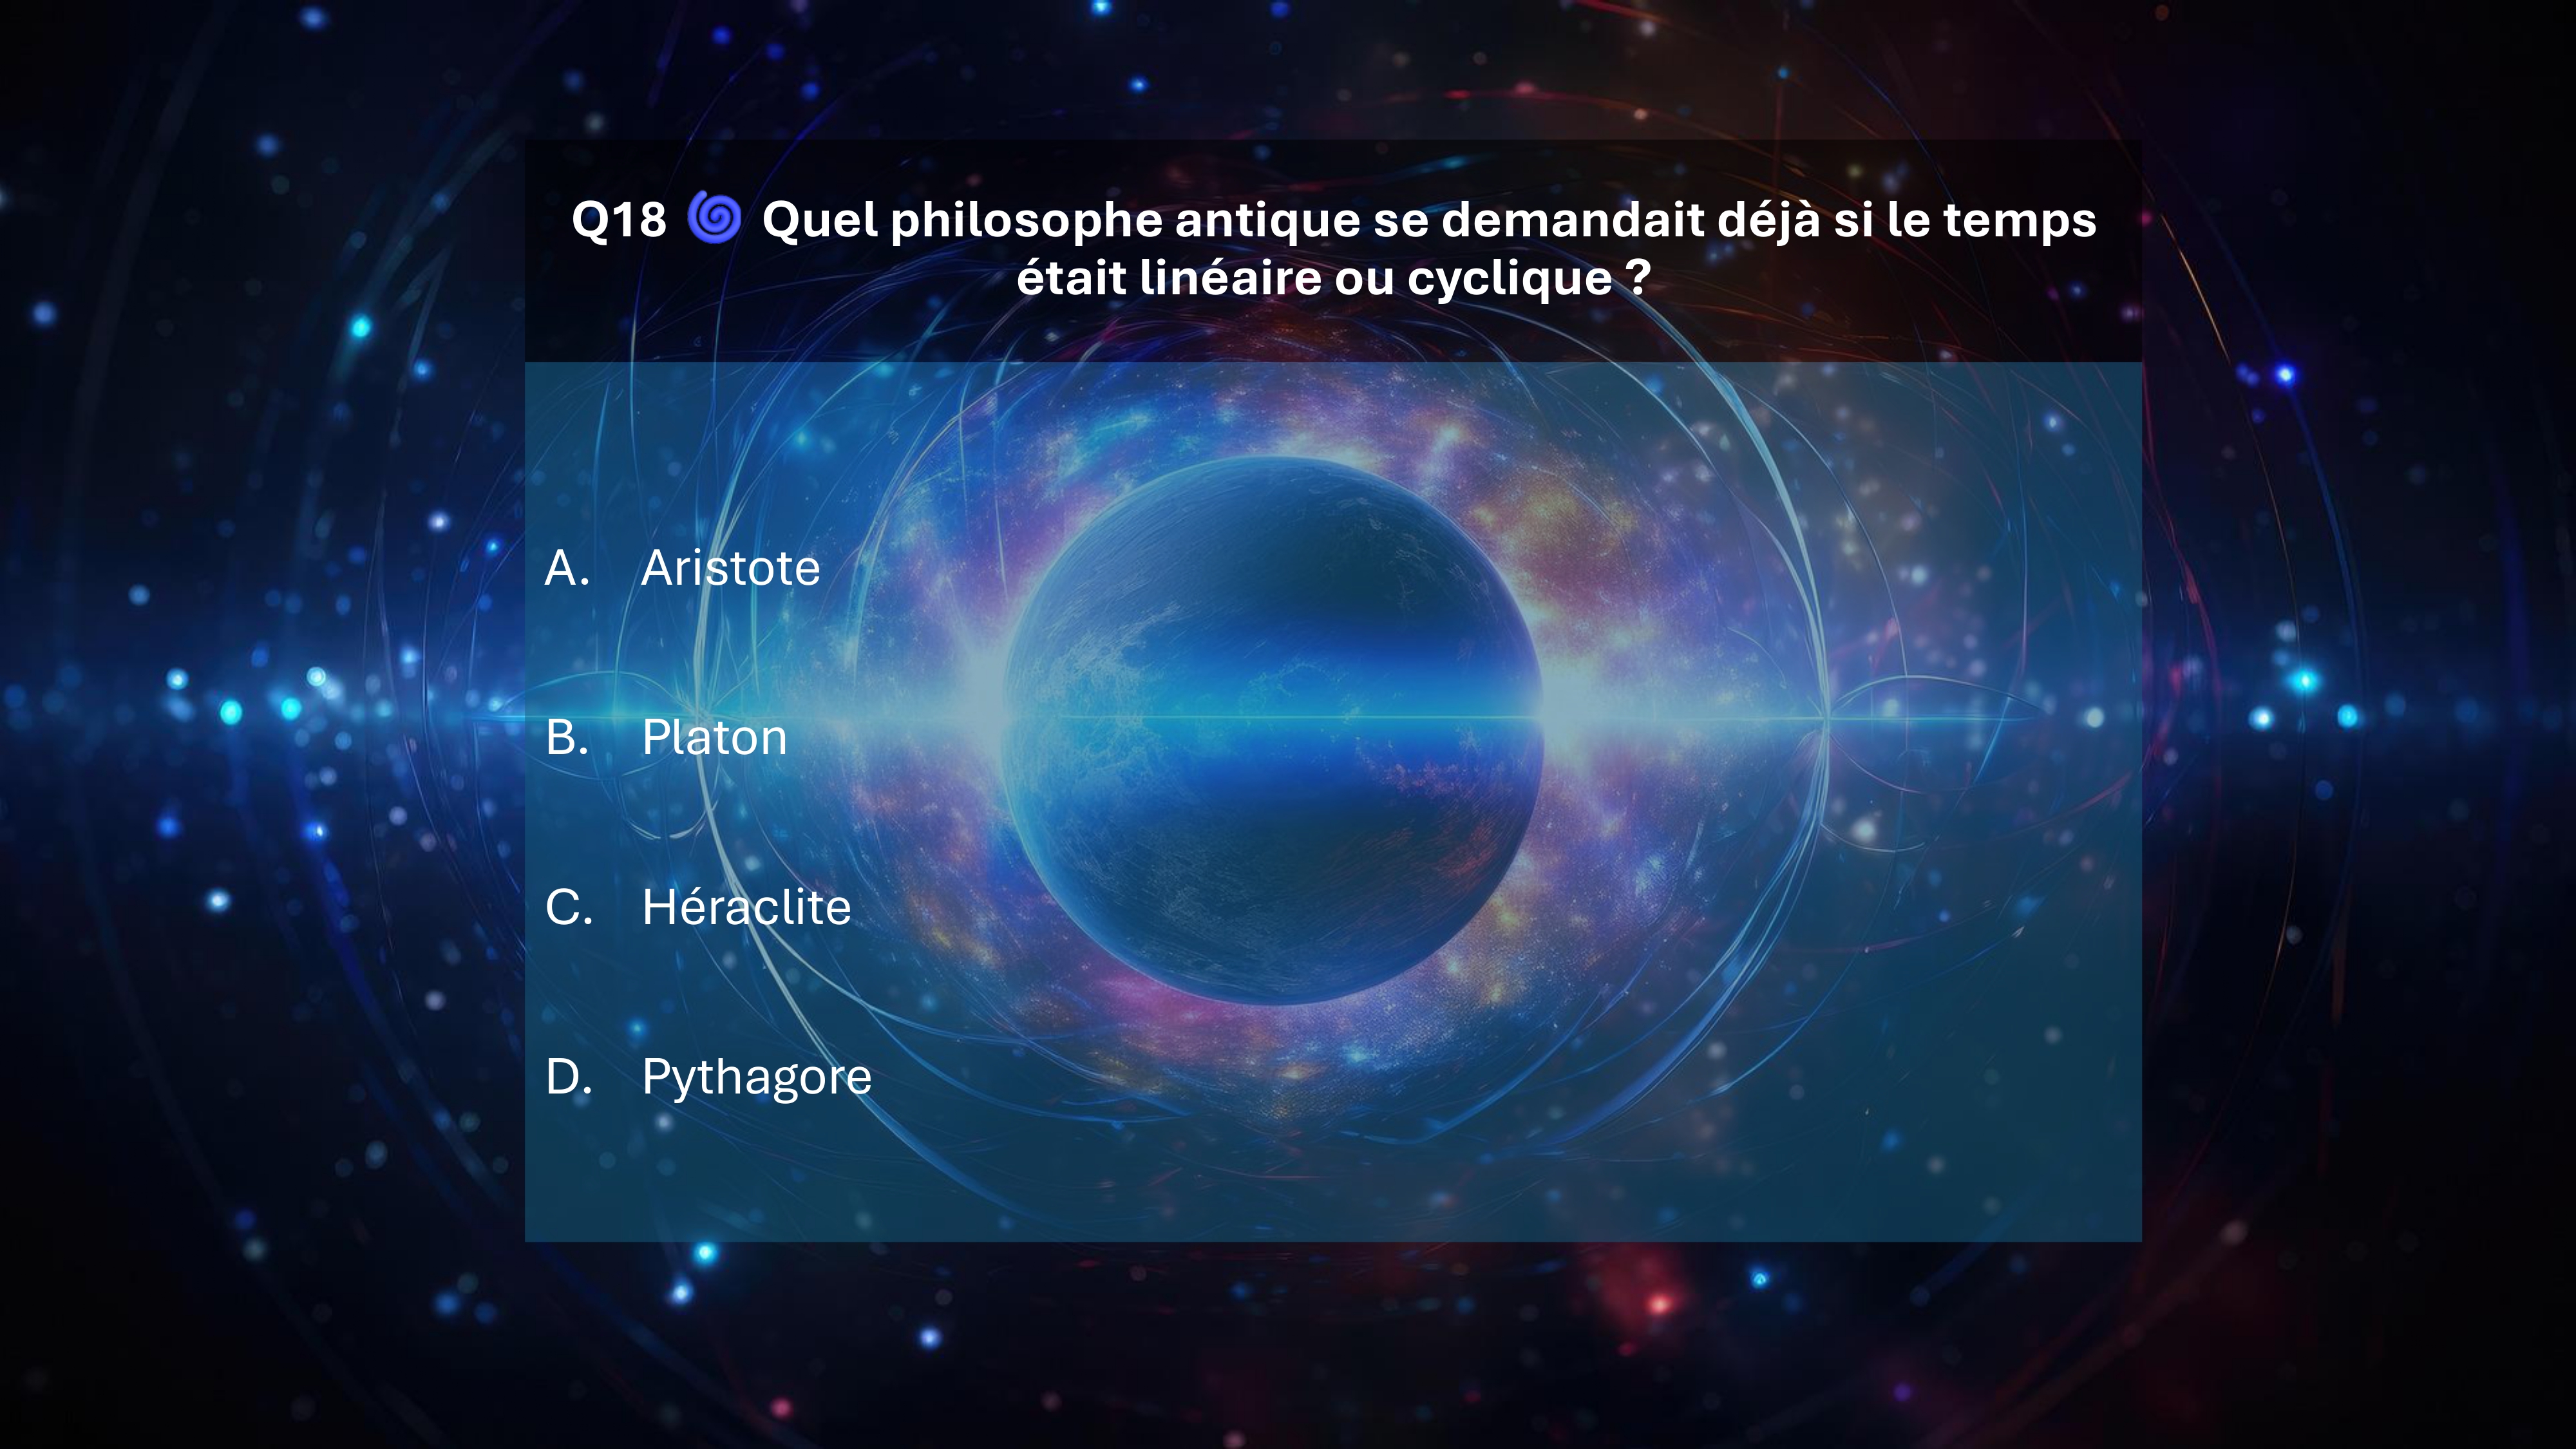 Q18 🌀 Quel philosophe antique se demandait déjà si le temps
était linéaire ou cyclique ?
A. Aristote
B. Platon
C. Héraclite
D. Pythagore